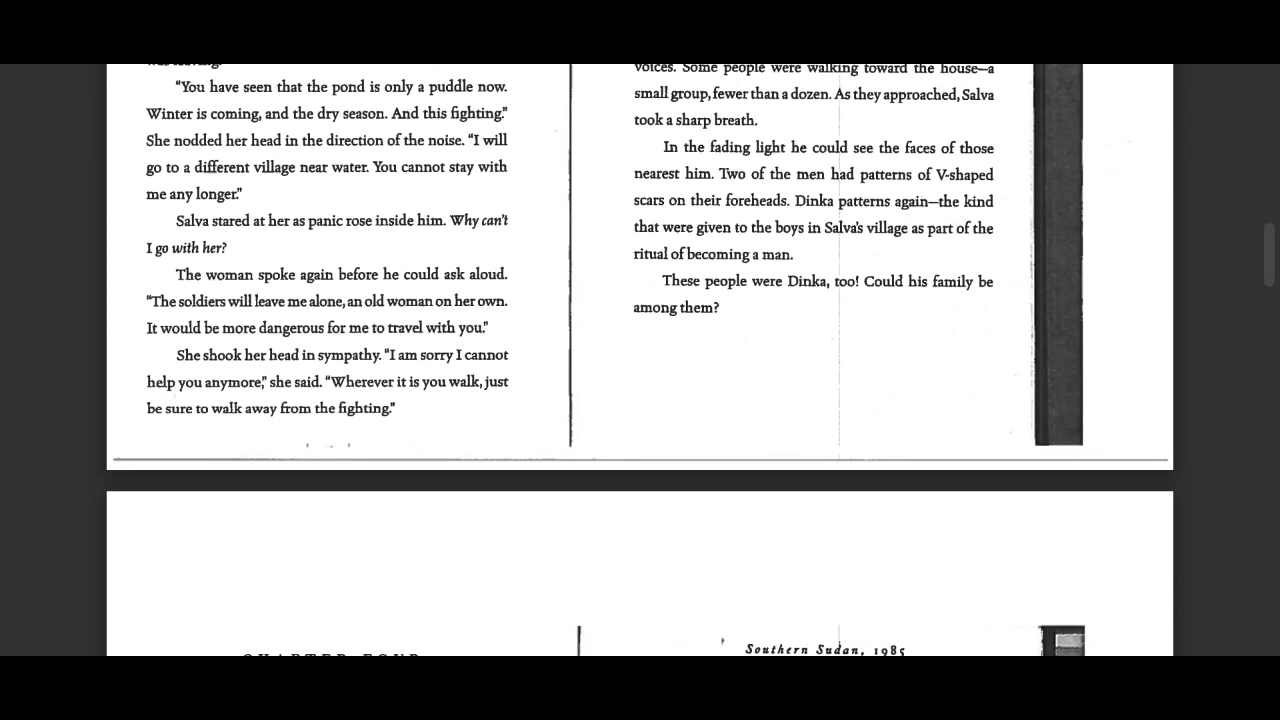 "You have seen that the pond is only a puddle now.
Winter is coming, and the dry season. And this fighting."
She nodded her head in the direction of the noise. "I will
go to a different village near water. You cannot stay with
me any longer."
Salva stared at her as panic rose inside him. Why can't
I go with her?
The woman spoke again before he could ask aloud.
"The soldiers will leave me alone, an old woman on her own.
It would be more dangerous for me to travel with you."
She shook her head in sympathy. "I am sorry I cannot
help you anymore," she said. "Wherever it is you walk, just
be sure to walk away from the fighting."
voices. Some people were walking toward the house—a
small group, fewer than a dozen. As they approached, Salva
took a sharp breath.
In the fading light he could see the faces of those
nearest him. Two of the men had patterns of V-shaped
scars on their foreheads. Dinka patterns again—the kind
that were given to the boys in Salva's village as part of the
ritual of becoming a man.
These people were Dinka, too! Could his family be
among them?
CHAPTER FOUR
Southern Sudan, 1985